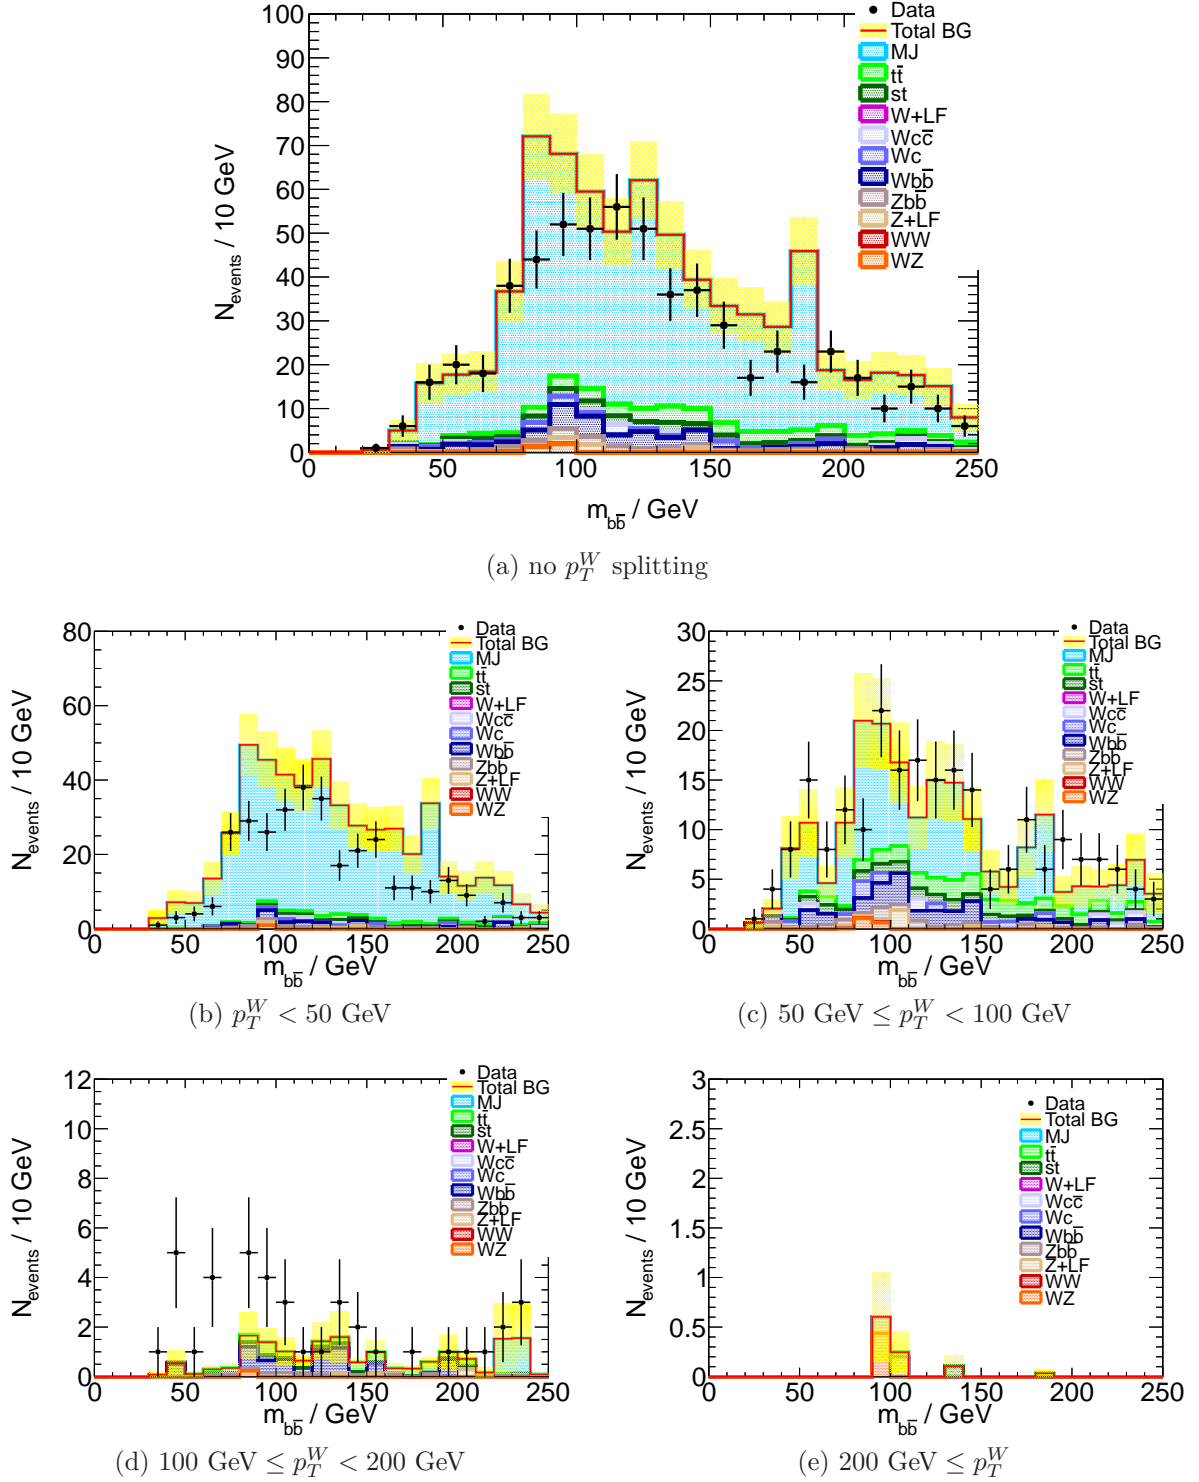 N_events / 10 GeV
100
90
80
70
60
50
40
30
20
10
0
0 50 100 150 200 250
m_bb̅ / GeV
Data
Total BG
MJ
tt̅
st
W+LF
Wcc̅
Wc
Wbb̅
Zbb̅
Z+LF
WW
WZ
(a) no p_T^W splitting
N_events / 10 GeV
80
60
40
20
0
0 50 100 150 200 250
m_bb̅ / GeV
Data
Total BG
MJ
tt̅
st
W+LF
Wcc̅
Wc
Wbb̅
Zbb̅
Z+LF
WW
WZ
(b) p_T^W < 50 GeV
N_events / 10 GeV
30
25
20
15
10
5
0
0 50 100 150 200 250
m_bb̅ / GeV
Data
Total BG
MJ
tt̅
st
W+LF
Wcc̅
Wc
Wbb̅
Zbb̅
Z+LF
WW
WZ
(c) 50 GeV ≤ p_T^W < 100 GeV
N_events / 10 GeV
12
10
8
6
4
2
0
0 50 100 150 200 250
m_bb̅ / GeV
Data
Total BG
MJ
tt̅
st
W+LF
Wcc̅
Wc
Wbb̅
Zbb̅
Z+LF
WW
WZ
(d) 100 GeV ≤ p_T^W < 200 GeV
N_events / 10 GeV
3
2.5
2
1.5
1
0.5
0
0 50 100 150 200 250
m_bb̅ / GeV
Data
Total BG
MJ
tt̅
st
W+LF
Wcc̅
Wc
Wbb̅
Zbb̅
Z+LF
WW
WZ
(e) 200 GeV ≤ p_T^W